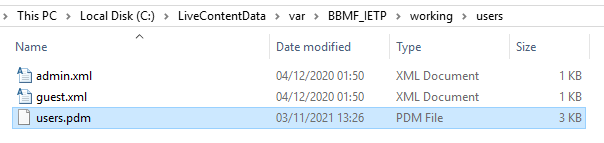 This PC > Local Disk (C:) > LiveContentData > var > BBMF_IETP > working > users
Name Date modified Type Size
admin.xml 04/12/2020 01:50 XML Document 1 KB
guest.xml 04/12/2020 01:50 XML Document 1 KB
users.pdm 03/11/2021 13:26 PDM File 3 KB